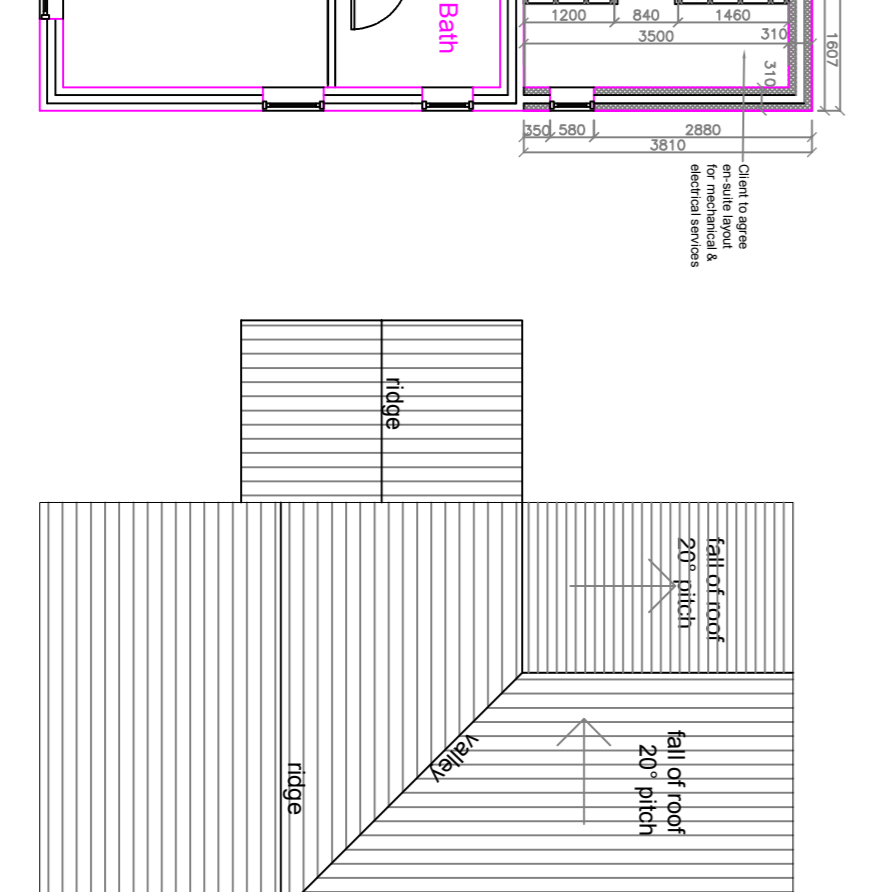 Bath
1200
840
1460
3500
310
310
1607
350
580
2880
3810
Client to agree
en-suite layout
for mechanical &
electrical services
ridge
fall of roof
20° pitch
valley
fall of roof
20° pitch
ridge